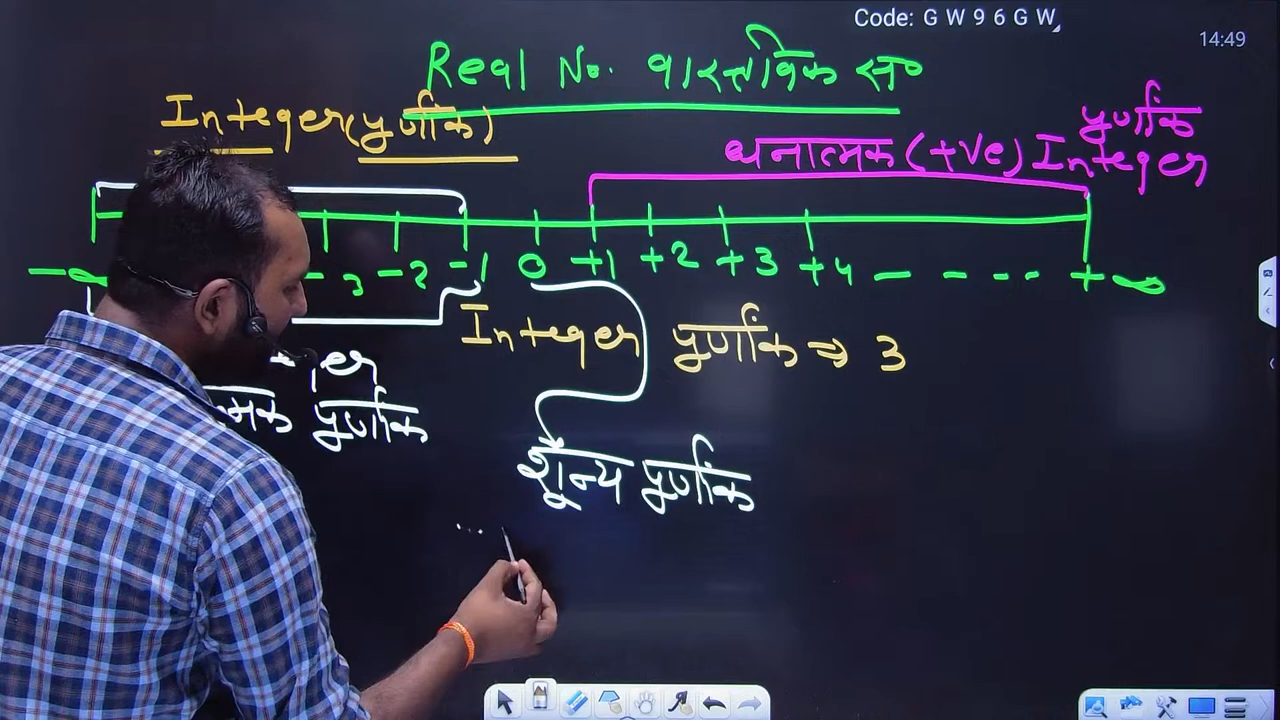 Code: G W 9 6 G W
14:49
Real No. वास्तविक सं०
Integer (पुर्णांक)
पुर्णांक
धनात्मक (+ve) Integer
-3 -2 -1 0 +1 +2 +3 +4 - - - - +∞
Integer पुर्णांक ⇒ 3
पुर्णांक
शून्य पुर्णांक